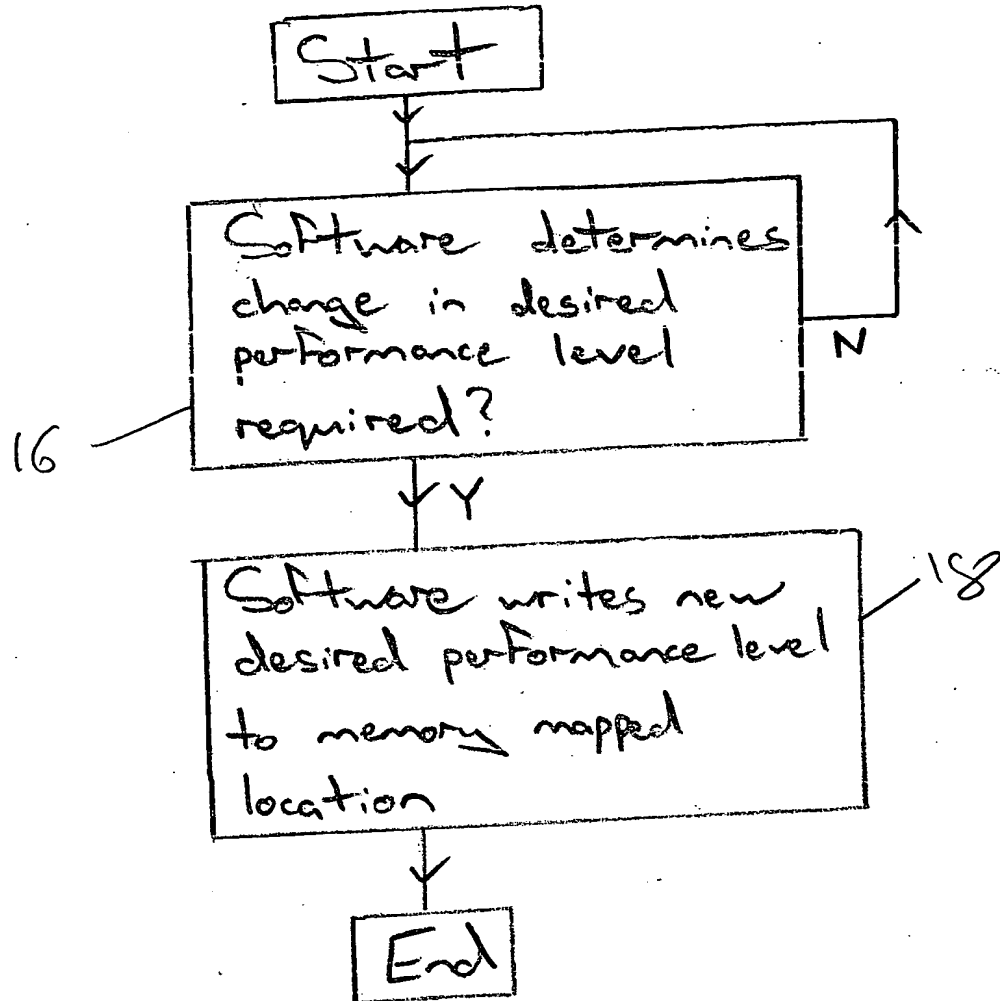 Start
Software determines
change in desired
performance level
required?
N
16
Y
Software writes new
desired performance level
to memory mapped
location
18
End